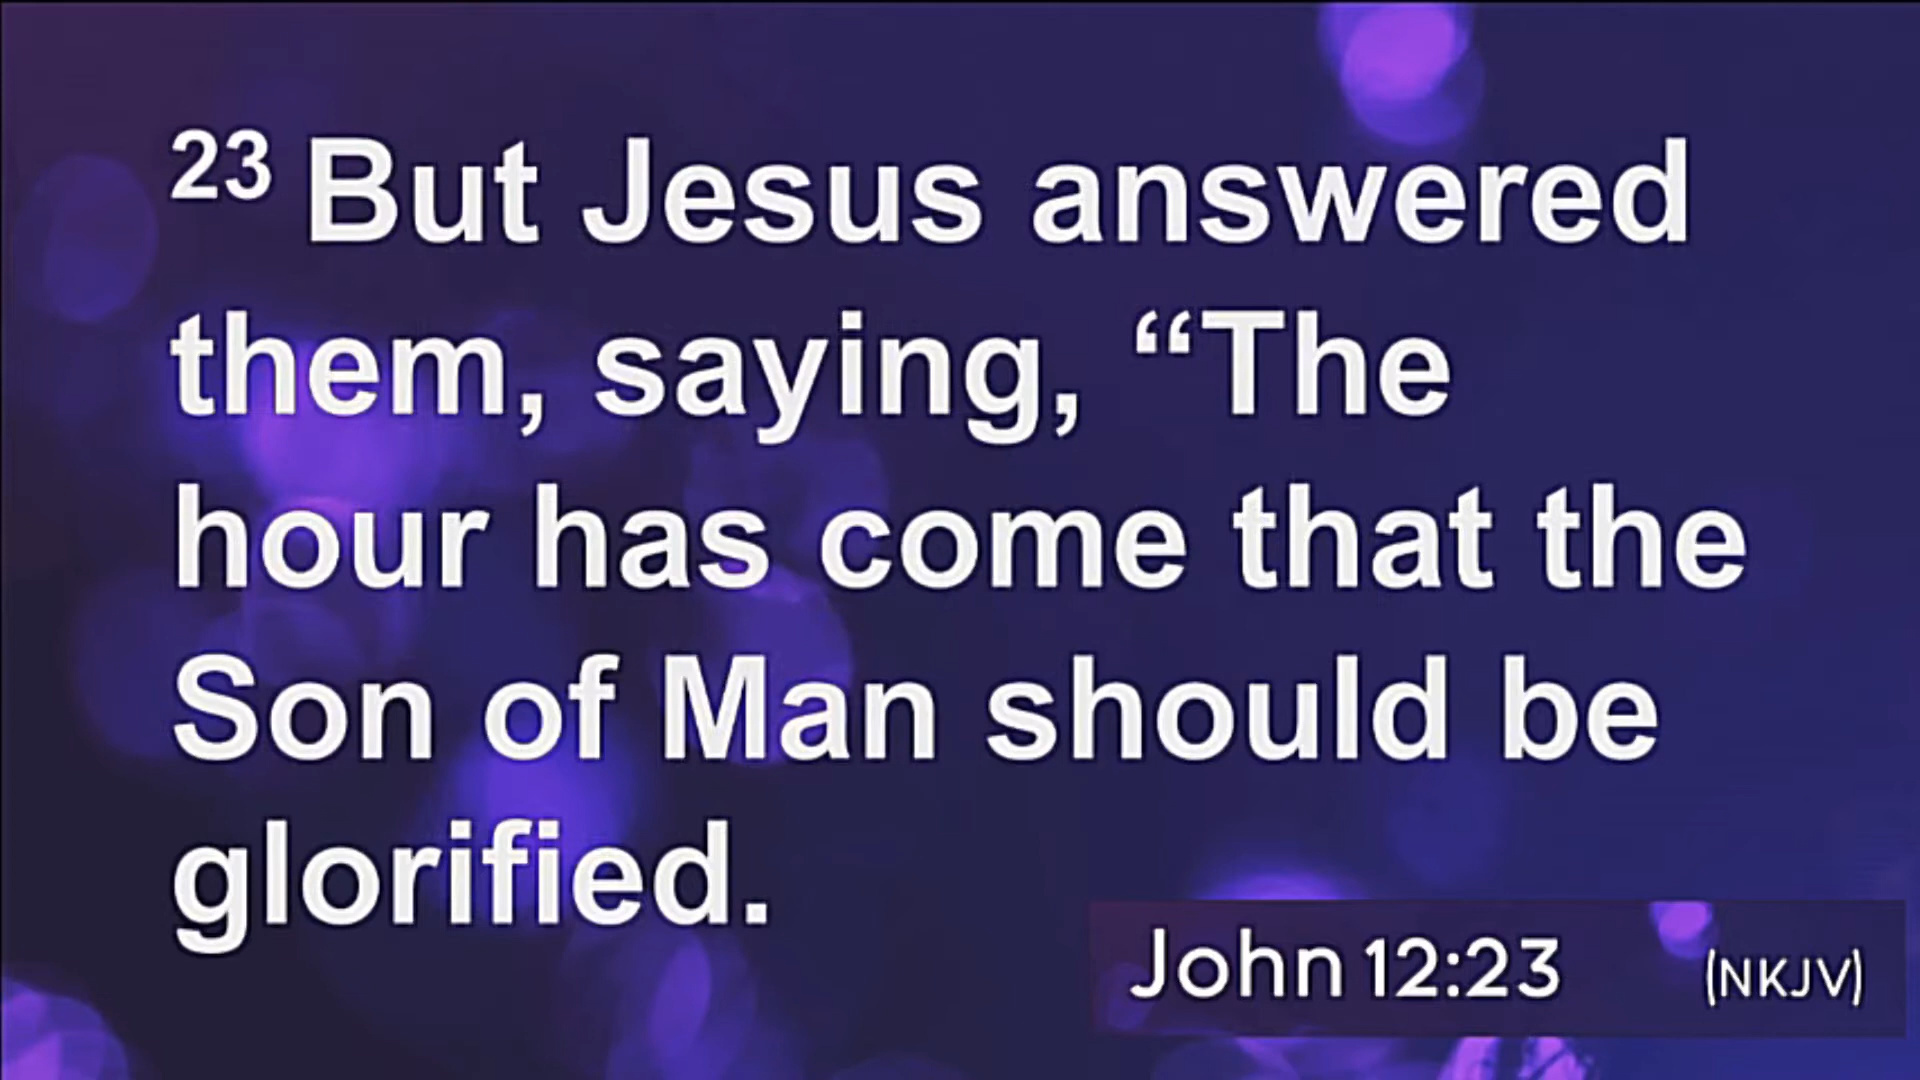 23 But Jesus answered
them, saying, “The
hour has come that the
Son of Man should be
glorified.
John 12:23 (NKJV)